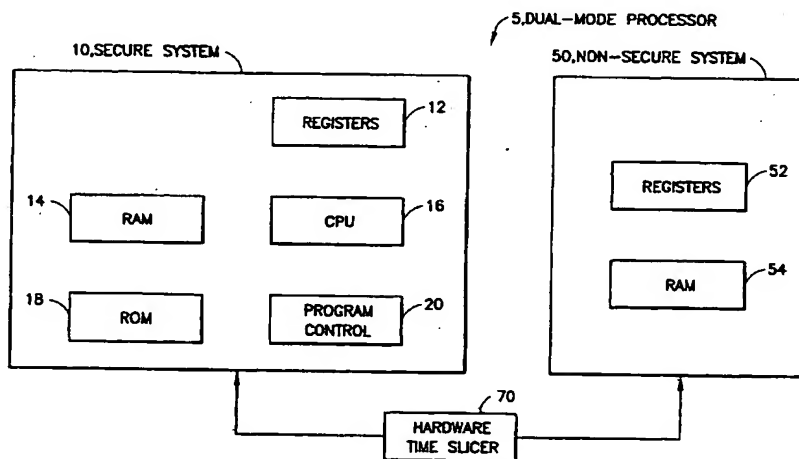 5,DUAL-MODE PROCESSOR
10,SECURE SYSTEM
50,NON-SECURE SYSTEM
12
REGISTERS
52
REGISTERS
14
RAM
16
CPU
54
RAM
18
ROM
20
PROGRAM
CONTROL
70
HARDWARE
TIME SLICER